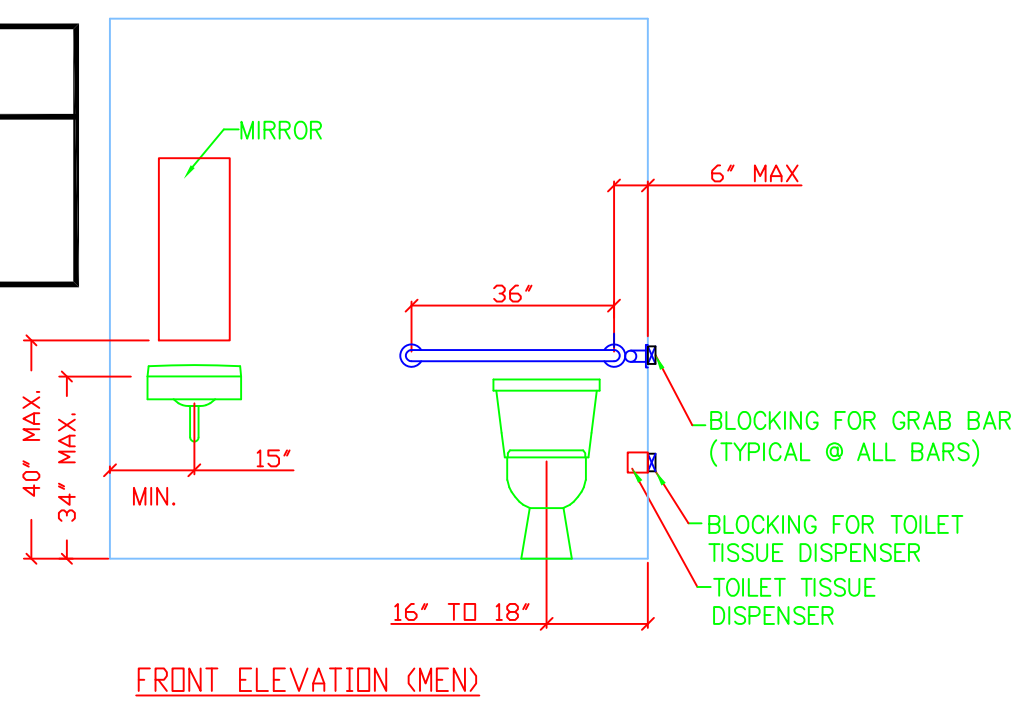 MIRROR
6" MAX
36"
40" MAX.
34" MAX.
15"
MIN.
BLOCKING FOR GRAB BAR
(TYPICAL @ ALL BARS)
BLOCKING FOR TOILET
TISSUE DISPENSER
TOILET TISSUE
DISPENSER
16" TO 18"
FRONT ELEVATION (MEN)